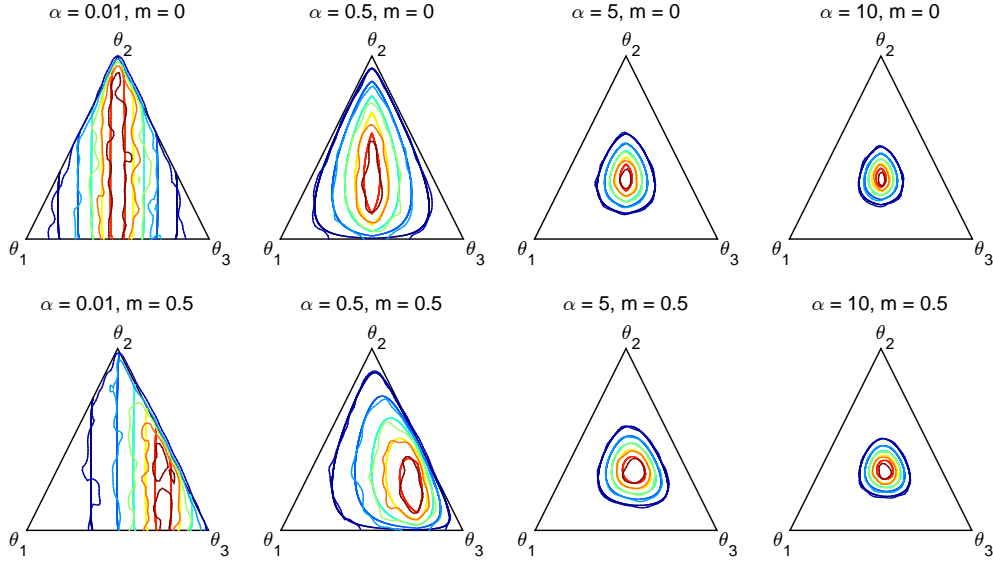 α = 0.01, m = 0
α = 0.5, m = 0
α = 5, m = 0
α = 10, m = 0
θ2
θ2
θ2
θ2
θ1
θ3
θ1
θ3
θ1
θ3
θ1
θ3
α = 0.01, m = 0.5
α = 0.5, m = 0.5
α = 5, m = 0.5
α = 10, m = 0.5
θ2
θ2
θ2
θ2
θ1
θ3
θ1
θ3
θ1
θ3
θ1
θ3